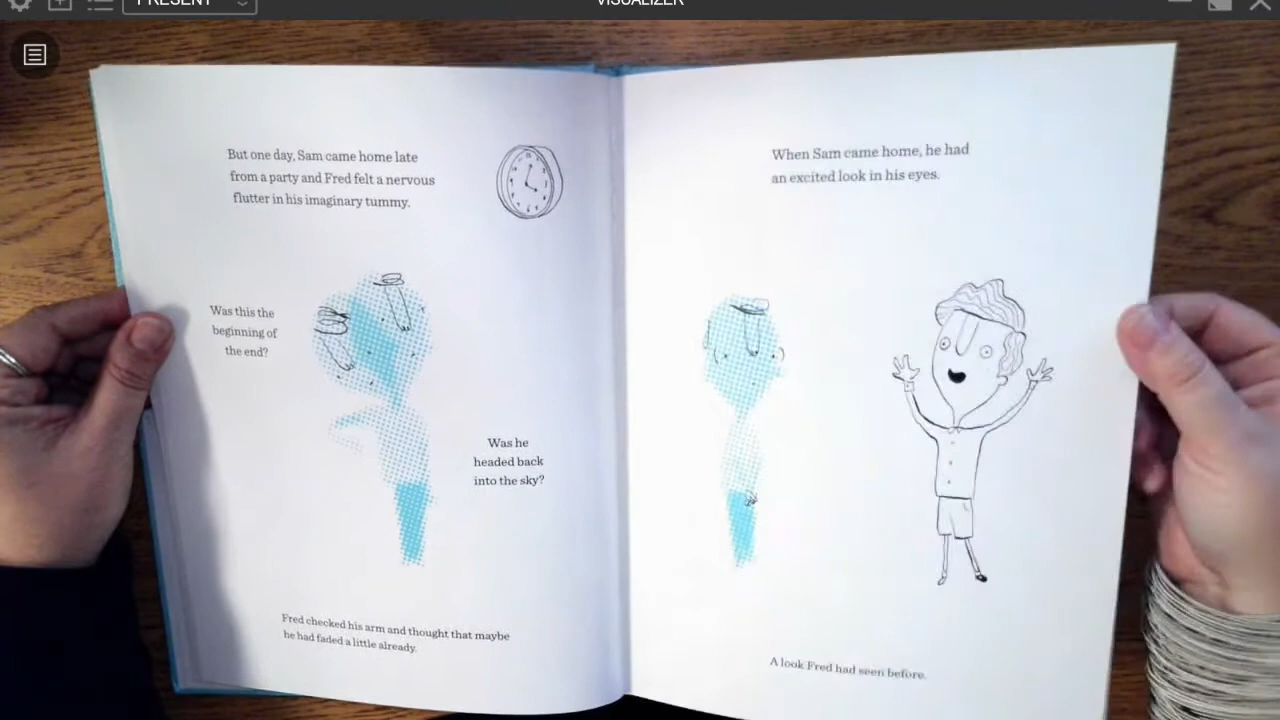 PRESENT
VISUALIZER
But one day, Sam came home late
from a party and Fred felt a nervous
flutter in his imaginary tummy.
Was this the
beginning of
the end?
Was he
headed back
into the sky?
Fred checked his arm and thought that maybe
he had faded a little already.
When Sam came home, he had
an excited look in his eyes.
A look Fred had seen before.